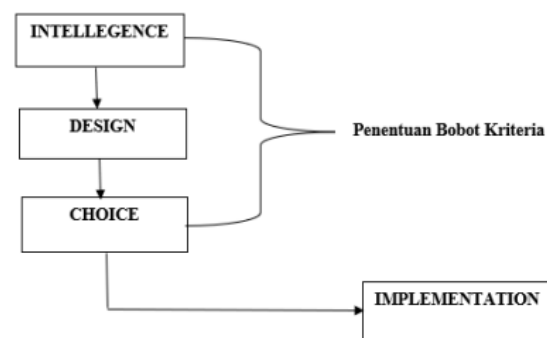 INTELLEGENCE
DESIGN
Penentuan Bobot Kriteria
CHOICE
IMPLEMENTATION